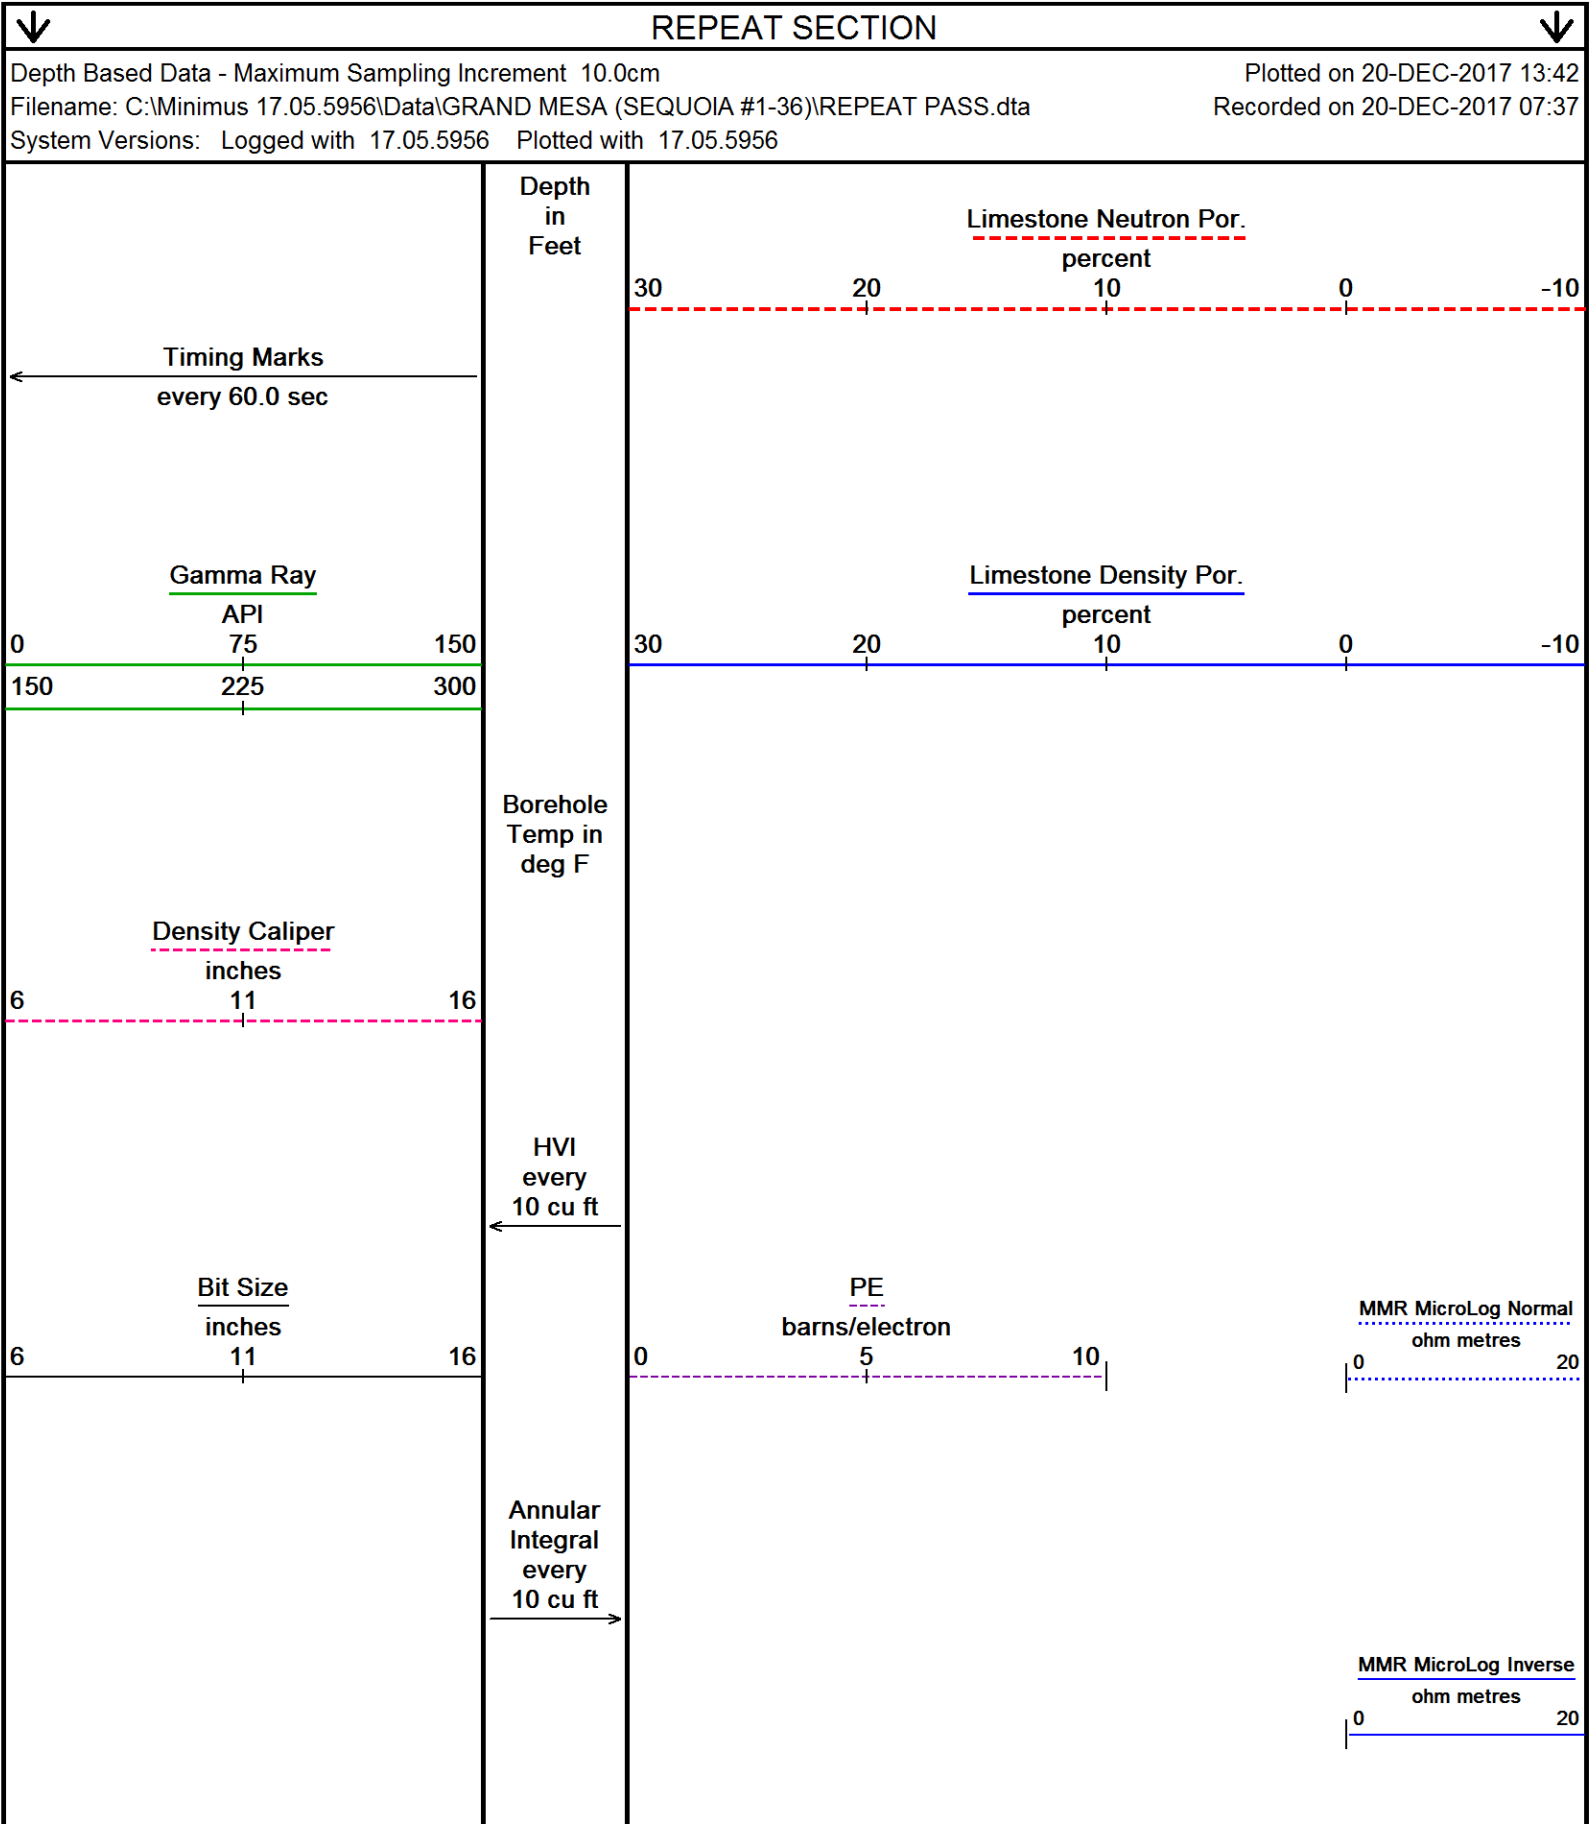 REPEAT SECTION
Depth Based Data - Maximum Sampling Increment 10.0cm
Plotted on 20-DEC-2017 13:42
Filename: C:\Minimus 17.05.5956\Data\GRAND MESA (SEQUOIA #1-36)\REPEAT PASS.dta
Recorded on 20-DEC-2017 07:37
System Versions: Logged with 17.05.5956 Plotted with 17.05.5956
Timing Marks
every 60.0 sec
Gamma Ray
API
0 75 150
150 225 300
Density Caliper
inches
6 11 16
Bit Size
inches
6 11 16
Depth
in
Feet
Borehole
Temp in
deg F
HVI
every
10 cu ft
Annular
Integral
every
10 cu ft
Limestone Neutron Por.
percent
30 20 10 0 -10
Limestone Density Por.
percent
30 20 10 0 -10
PE
barns/electron
0 5 10
MMR MicroLog Normal
ohm metres
0 20
MMR MicroLog Inverse
ohm metres
0 20